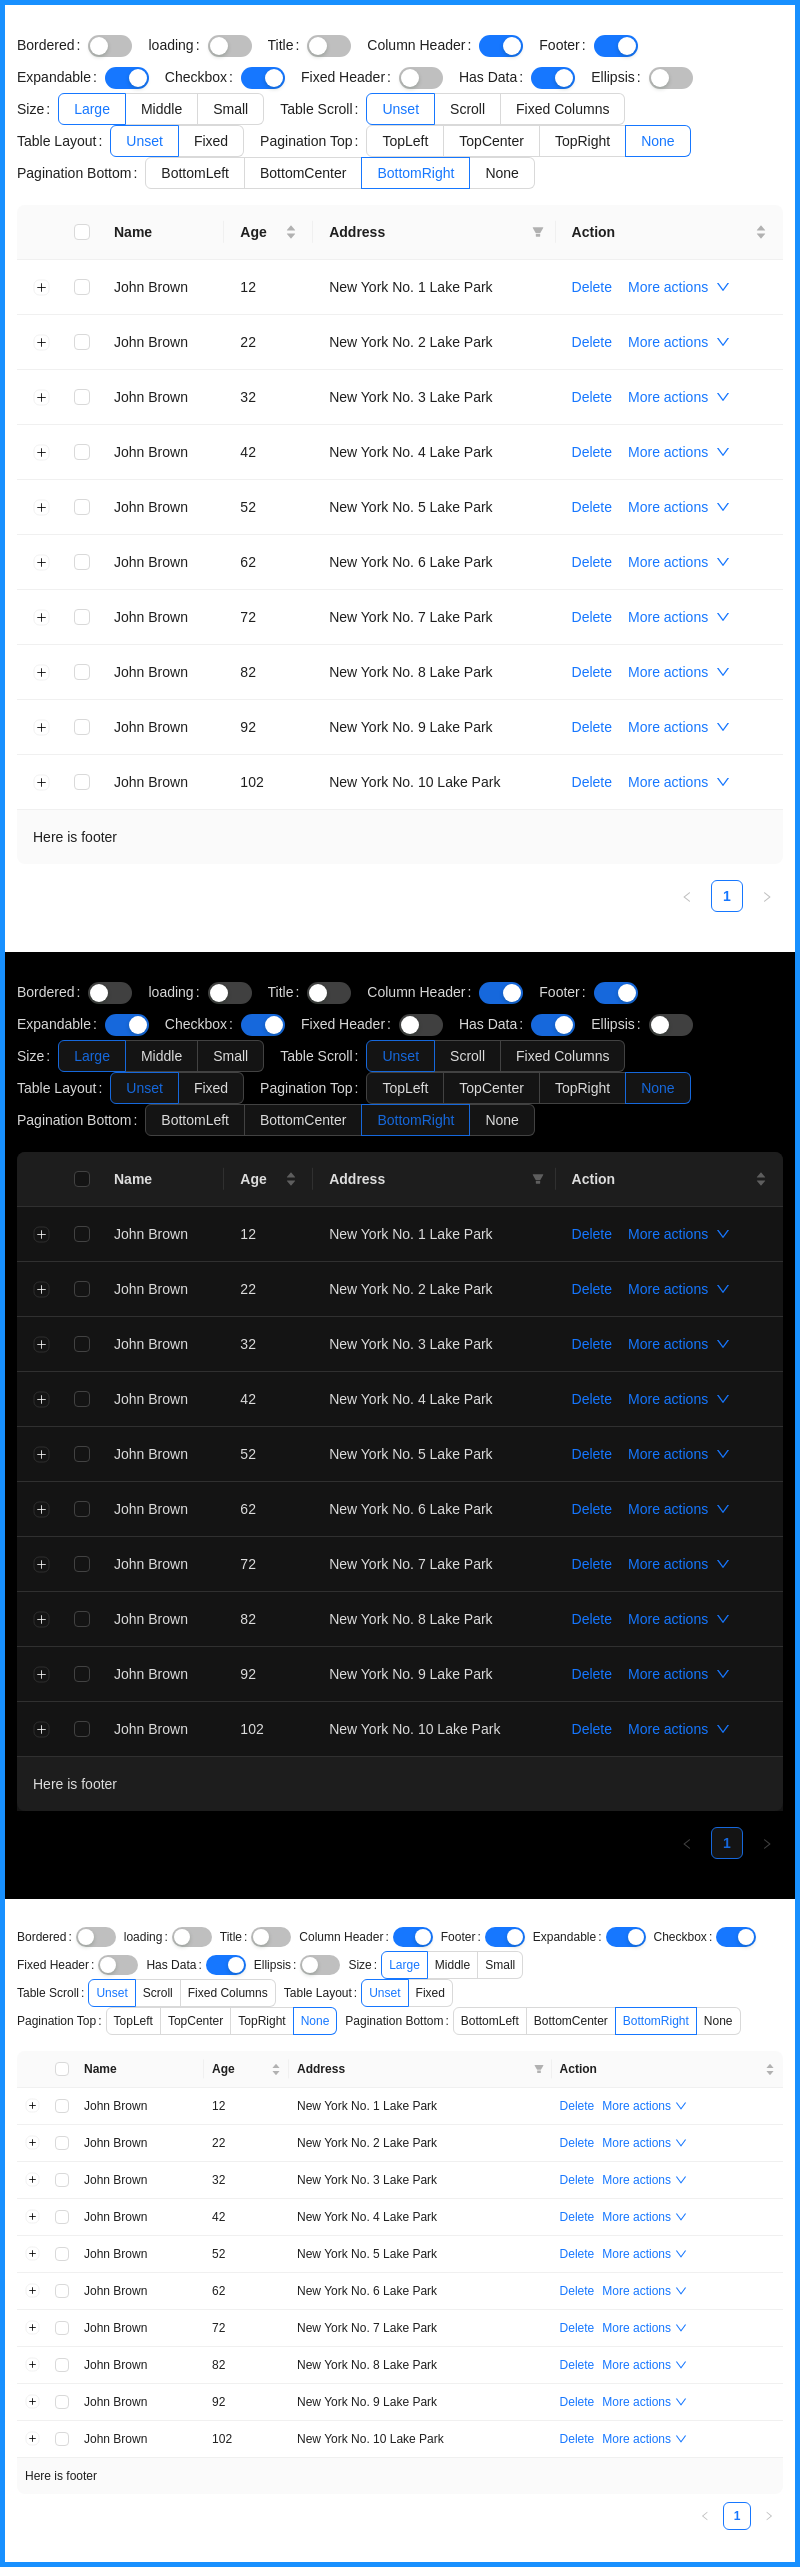 Bordered: loading: Title: Column Header: Footer:
Expandable: Checkbox: Fixed Header: Has Data: Ellipsis:
Size: Large Middle Small Table Scroll: Unset Scroll Fixed Columns
Table Layout: Unset Fixed Pagination Top: TopLeft TopCenter TopRight None
Pagination Bottom: BottomLeft BottomCenter BottomRight None
Name Age Address Action
John Brown 12 New York No. 1 Lake Park Delete More actions
John Brown 22 New York No. 2 Lake Park Delete More actions
John Brown 32 New York No. 3 Lake Park Delete More actions
John Brown 42 New York No. 4 Lake Park Delete More actions
John Brown 52 New York No. 5 Lake Park Delete More actions
John Brown 62 New York No. 6 Lake Park Delete More actions
John Brown 72 New York No. 7 Lake Park Delete More actions
John Brown 82 New York No. 8 Lake Park Delete More actions
John Brown 92 New York No. 9 Lake Park Delete More actions
John Brown 102 New York No. 10 Lake Park Delete More actions
Here is footer
1
Bordered: loading: Title: Column Header: Footer:
Expandable: Checkbox: Fixed Header: Has Data: Ellipsis:
Size: Large Middle Small Table Scroll: Unset Scroll Fixed Columns
Table Layout: Unset Fixed Pagination Top: TopLeft TopCenter TopRight None
Pagination Bottom: BottomLeft BottomCenter BottomRight None
Name Age Address Action
John Brown 12 New York No. 1 Lake Park Delete More actions
John Brown 22 New York No. 2 Lake Park Delete More actions
John Brown 32 New York No. 3 Lake Park Delete More actions
John Brown 42 New York No. 4 Lake Park Delete More actions
John Brown 52 New York No. 5 Lake Park Delete More actions
John Brown 62 New York No. 6 Lake Park Delete More actions
John Brown 72 New York No. 7 Lake Park Delete More actions
John Brown 82 New York No. 8 Lake Park Delete More actions
John Brown 92 New York No. 9 Lake Park Delete More actions
John Brown 102 New York No. 10 Lake Park Delete More actions
Here is footer
1
Bordered: loading: Title: Column Header: Footer: Expandable: Checkbox:
Fixed Header: Has Data: Ellipsis: Size: Large Middle Small
Table Scroll: Unset Scroll Fixed Columns Table Layout: Unset Fixed
Pagination Top: TopLeft TopCenter TopRight None Pagination Bottom: BottomLeft BottomCenter BottomRight None
Name Age Address Action
John Brown 12 New York No. 1 Lake Park Delete More actions
John Brown 22 New York No. 2 Lake Park Delete More actions
John Brown 32 New York No. 3 Lake Park Delete More actions
John Brown 42 New York No. 4 Lake Park Delete More actions
John Brown 52 New York No. 5 Lake Park Delete More actions
John Brown 62 New York No. 6 Lake Park Delete More actions
John Brown 72 New York No. 7 Lake Park Delete More actions
John Brown 82 New York No. 8 Lake Park Delete More actions
John Brown 92 New York No. 9 Lake Park Delete More actions
John Brown 102 New York No. 10 Lake Park Delete More actions
Here is footer
1